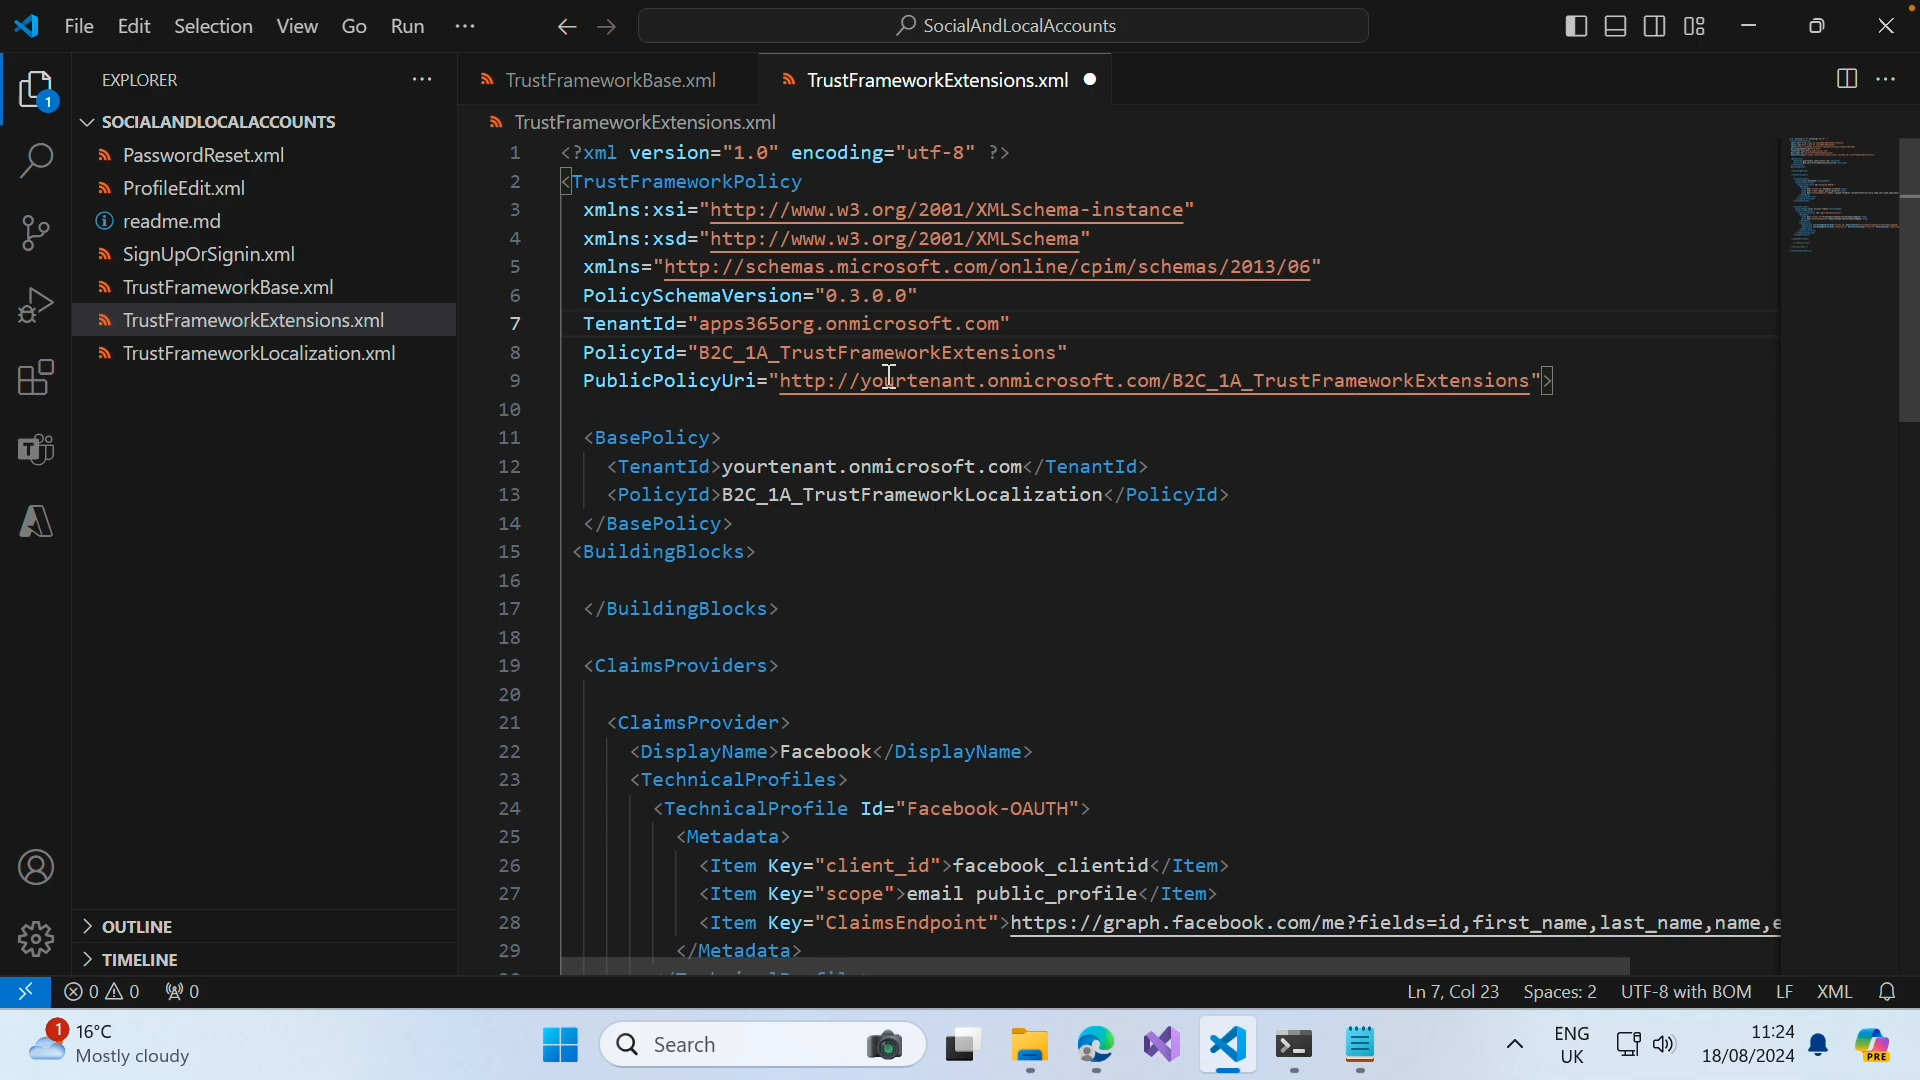 File Edit Selection View Go Run ···
SocialAndLocalAccounts
EXPLORER ···
TrustFrameworkBase.xml
TrustFrameworkExtensions.xml
SOCIALANDLOCALACCOUNTS
PasswordReset.xml
ProfileEdit.xml
readme.md
SignUpOrSignin.xml
TrustFrameworkBase.xml
TrustFrameworkExtensions.xml
TrustFrameworkLocalization.xml
OUTLINE
TIMELINE
1
TrustFrameworkExtensions.xml
1 <?xml version="1.0" encoding="utf-8" ?>
2 <TrustFrameworkPolicy
3 xmlns:xsi="http://www.w3.org/2001/XMLSchema-instance"
4 xmlns:xsd="http://www.w3.org/2001/XMLSchema"
5 xmlns="http://schemas.microsoft.com/online/cpim/schemas/2013/06"
6 PolicySchemaVersion="0.3.0.0"
7 TenantId="apps365org.onmicrosoft.com"
8 PolicyId="B2C_1A_TrustFrameworkExtensions"
9 PublicPolicyUri="http://yourtenant.onmicrosoft.com/B2C_1A_TrustFrameworkExtensions">
10
11 <BasePolicy>
12 <TenantId>yourtenant.onmicrosoft.com</TenantId>
13 <PolicyId>B2C_1A_TrustFrameworkLocalization</PolicyId>
14 </BasePolicy>
15 <BuildingBlocks>
16
17 </BuildingBlocks>
18
19 <ClaimsProviders>
20
21 <ClaimsProvider>
22 <DisplayName>Facebook</DisplayName>
23 <TechnicalProfiles>
24 <TechnicalProfile Id="Facebook-OAUTH">
25 <Metadata>
26 <Item Key="client_id">facebook_clientid</Item>
27 <Item Key="scope">email public_profile</Item>
28 <Item Key="ClaimsEndpoint">https://graph.facebook.com/me?fields=id,first_name,last_name,name,e
29 </Metadata>
0 0 0
Ln 7, Col 23 Spaces: 2 UTF-8 with BOM LF XML
1 16°C
Mostly cloudy
Search
ENG
UK
11:24
18/08/2024
PRE